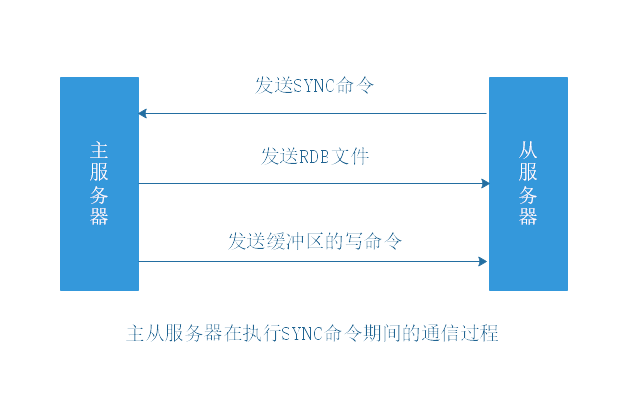 发送SYNC命令
主服务器
从服务器
发送RDB文件
发送缓冲区的写命令
主从服务器在执行SYNC命令期间的通信过程